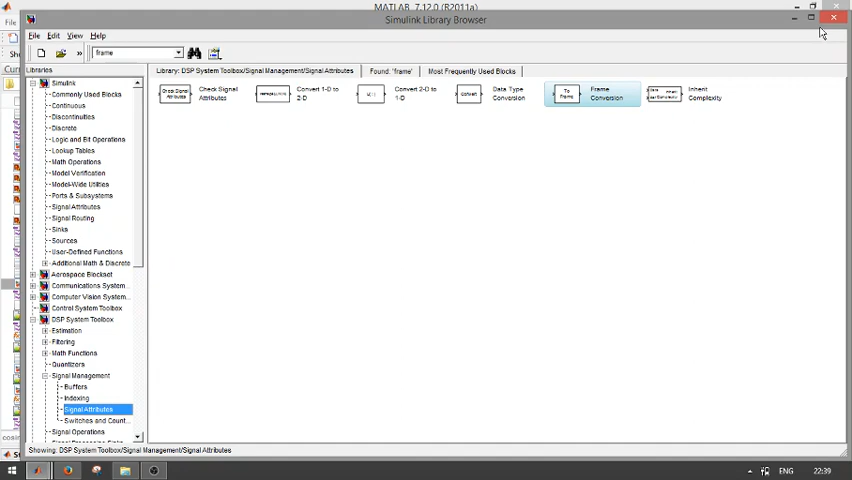 MATLAB 7.12.0 (R2011a)
Simulink Library Browser
File Edit View Help
frame
Libraries
Library: DSP System Toolbox/Signal Management/Signal Attributes
Found: 'frame'
Most Frequently Used Blocks
Simulink
Commonly Used Blocks
Continuous
Discontinuities
Discrete
Logic and Bit Operations
Lookup Tables
Math Operations
Model Verification
Model-Wide Utilities
Ports & Subsystems
Signal Attributes
Signal Routing
Sinks
Sources
User-Defined Functions
Additional Math & Discrete
Aerospace Blockset
Communications System...
Computer Vision System...
Control System Toolbox
DSP System Toolbox
Estimation
Filtering
Math Functions
Quantizers
Signal Management
Buffers
Indexing
Signal Attributes
Switches and Count...
Signal Operations
Check Signal
Attributes
Check Signal
Attributes
Convert 1-D to
2-D
U( : )
Convert 2-D to
1-D
Convert
Data Type
Conversion
To
Frame
Frame
Conversion
Inherit
Complexity
Showing: DSP System Toolbox/Signal Management/Signal Attributes
ENG
22:39